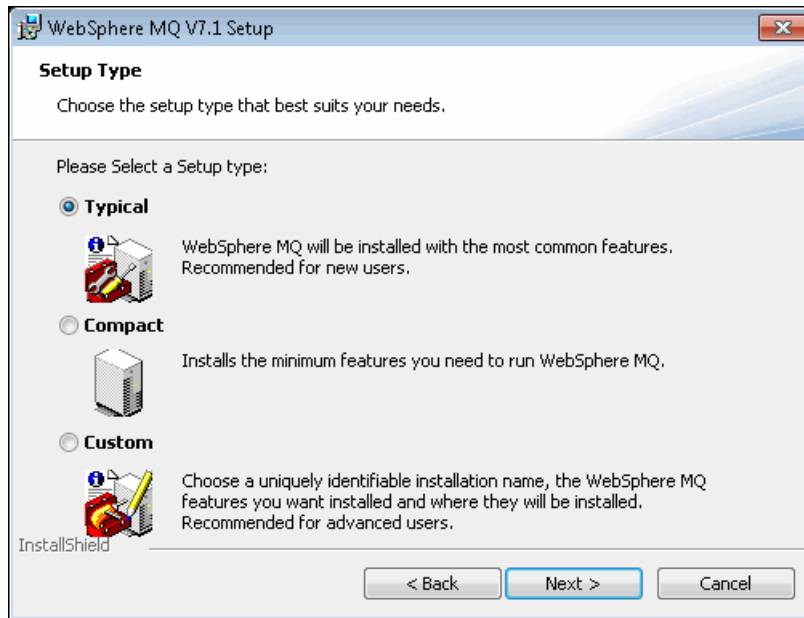 WebSphere MQ V7.1 Setup
Setup Type
Choose the setup type that best suits your needs.
Please Select a Setup type:
Typical
WebSphere MQ will be installed with the most common features.
Recommended for new users.
Compact
Installs the minimum features you need to run WebSphere MQ.
Custom
Choose a uniquely identifiable installation name, the WebSphere MQ
features you want installed and where they will be installed.
Recommended for advanced users.
InstallShield
< Back Next > Cancel